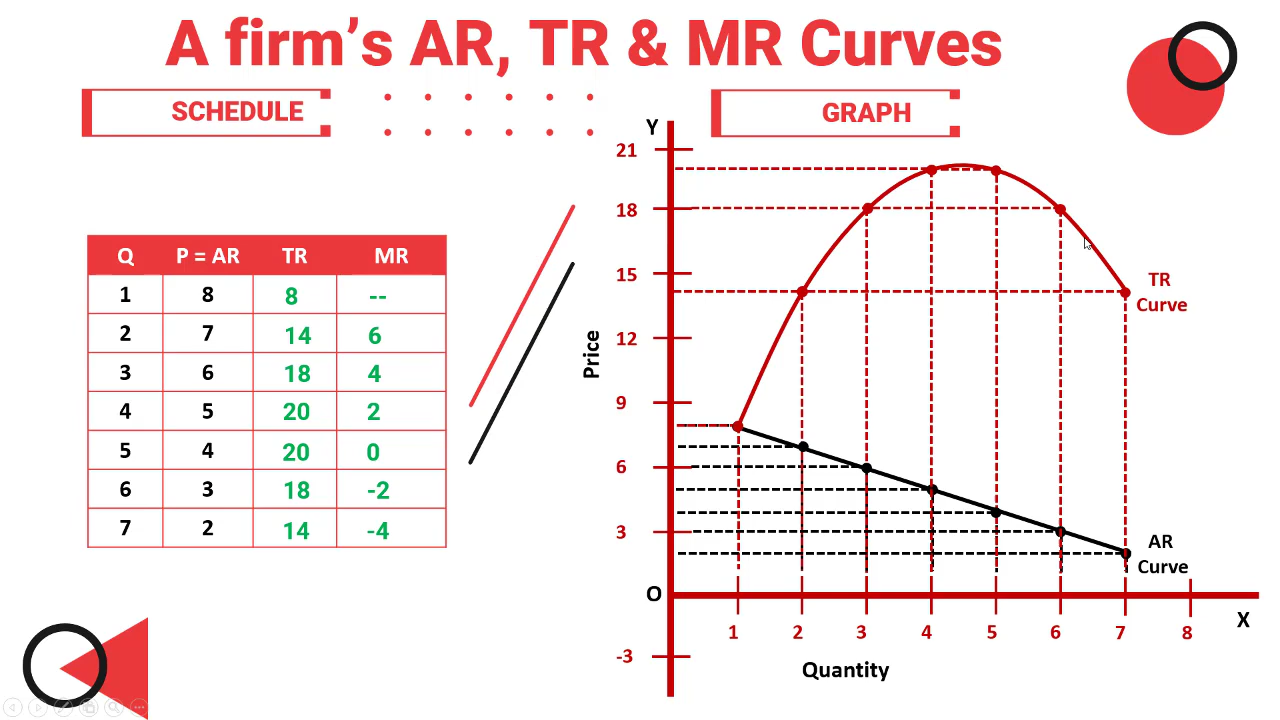 A firm's AR, TR & MR Curves
SCHEDULE
GRAPH
Q P = AR TR MR
1 8 8 --
2 7 14 6
3 6 18 4
4 5 20 2
5 4 20 0
6 3 18 -2
7 2 14 -4
Y
21
18
15
12
9
6
3
O
-3
Price
TR
Curve
AR
Curve
1 2 3 4 5 6 7 8
X
Quantity